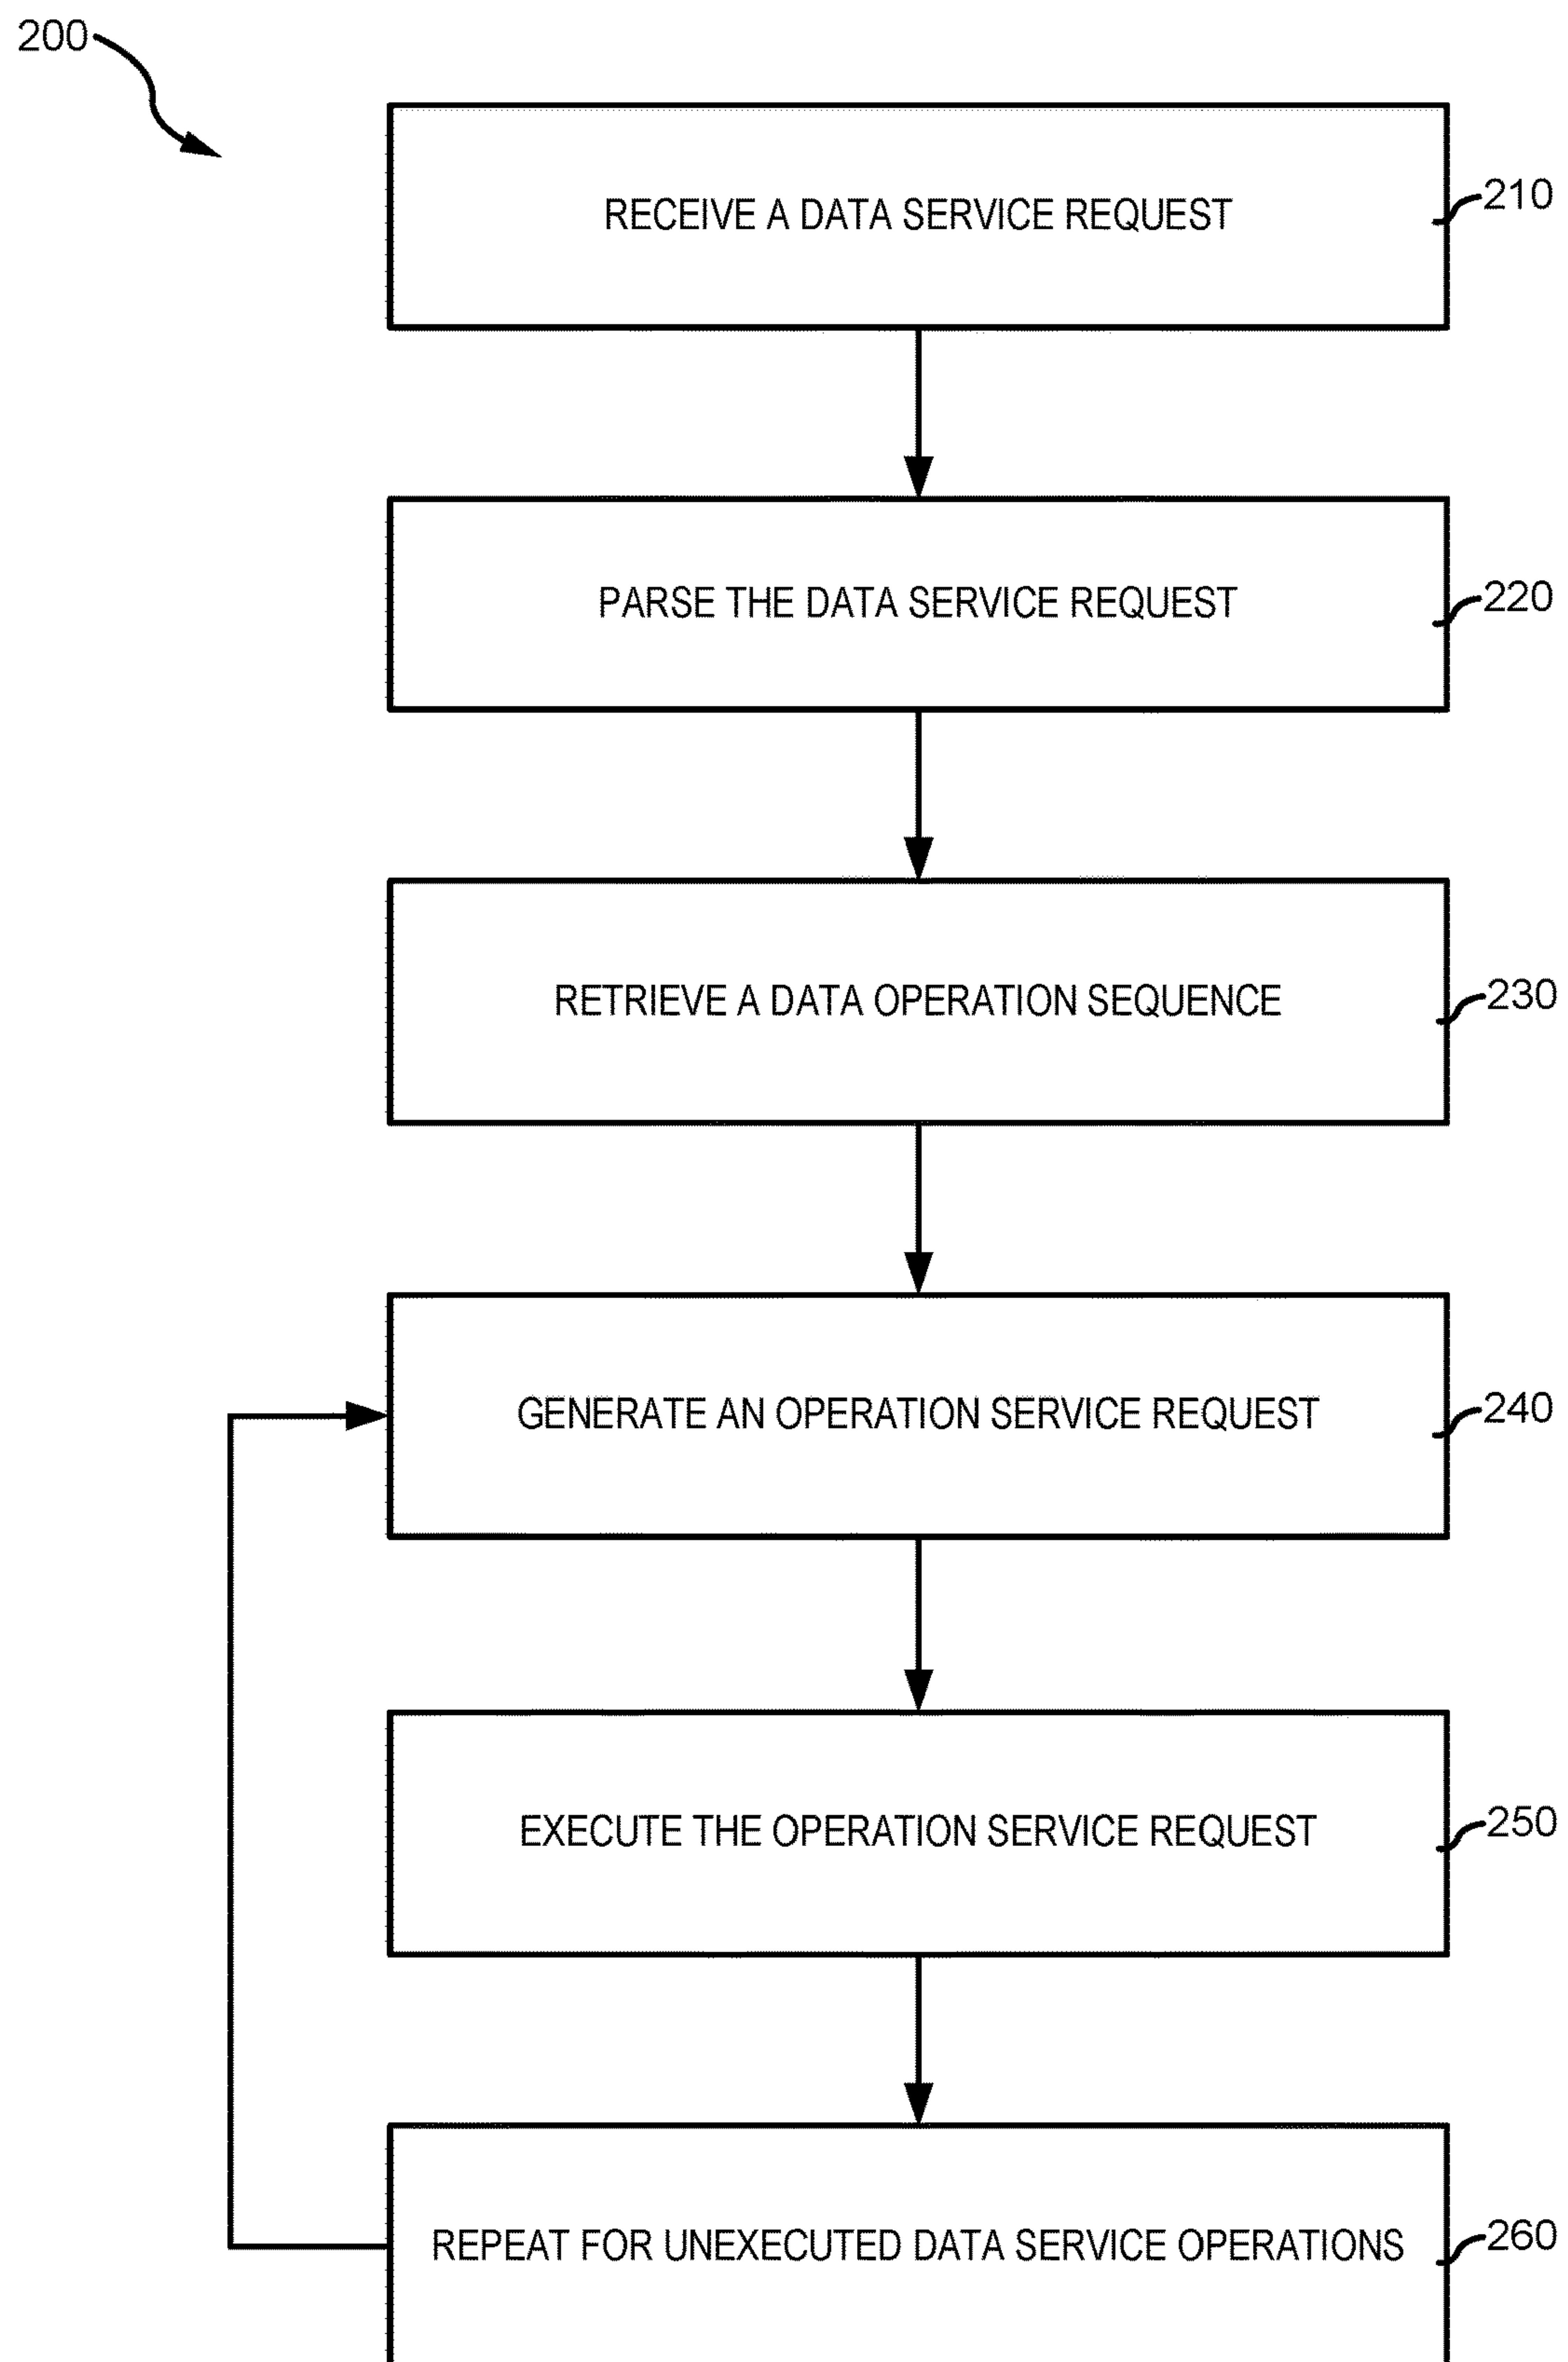 200
RECEIVE A DATA SERVICE REQUEST
210
PARSE THE DATA SERVICE REQUEST
220
RETRIEVE A DATA OPERATION SEQUENCE
230
GENERATE AN OPERATION SERVICE REQUEST
240
EXECUTE THE OPERATION SERVICE REQUEST
250
REPEAT FOR UNEXECUTED DATA SERVICE OPERATIONS
260